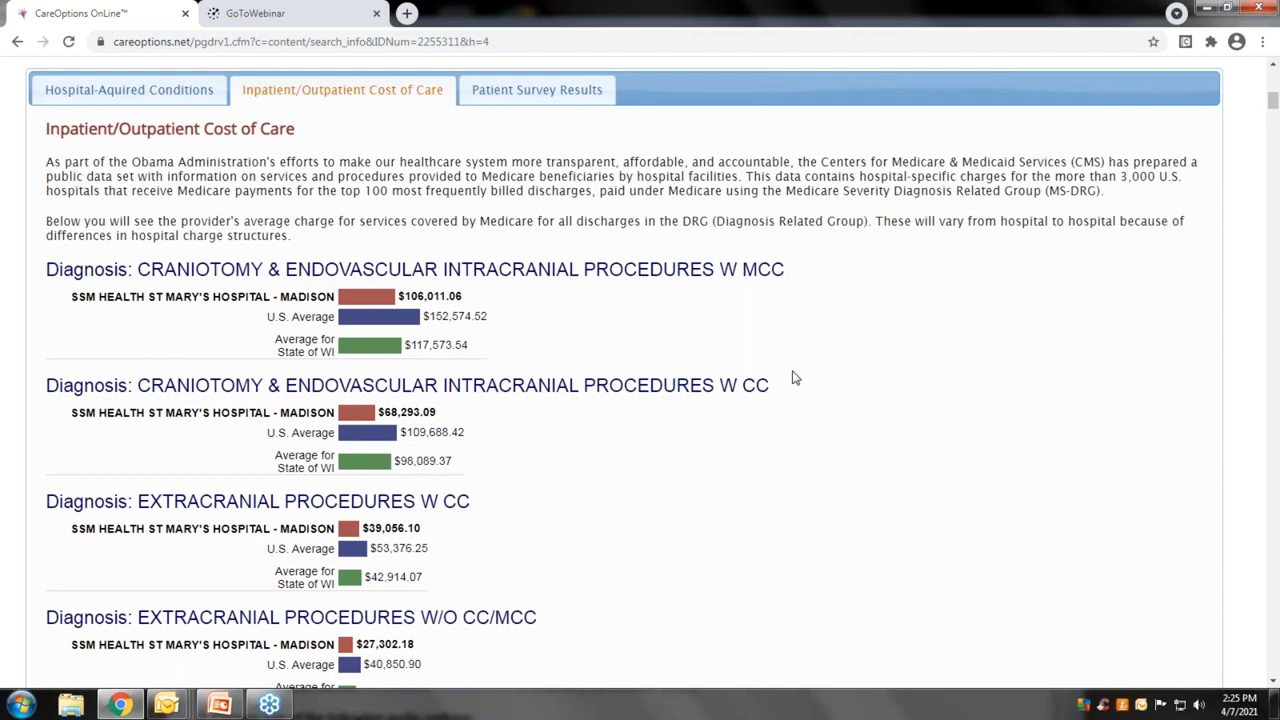 CareOptions OnLine™
GoToWebinar
careoptions.net/pgdrv1.cfm?c=content/search_info&IDNum=2255311&h=4
Hospital-Aquired Conditions
Inpatient/Outpatient Cost of Care
Patient Survey Results
Inpatient/Outpatient Cost of Care
As part of the Obama Administration's efforts to make our healthcare system more transparent, affordable, and accountable, the Centers for Medicare & Medicaid Services (CMS) has prepared a
public data set with information on services and procedures provided to Medicare beneficiaries by hospital facilities. This data contains hospital-specific charges for the more than 3,000 U.S.
hospitals that receive Medicare payments for the top 100 most frequently billed discharges, paid under Medicare using the Medicare Severity Diagnosis Related Group (MS-DRG).
Below you will see the provider's average charge for services covered by Medicare for all discharges in the DRG (Diagnosis Related Group). These will vary from hospital to hospital because of
differences in hospital charge structures.
Diagnosis: CRANIOTOMY & ENDOVASCULAR INTRACRANIAL PROCEDURES W MCC
SSM HEALTH ST MARY'S HOSPITAL - MADISON $106,011.06
U.S. Average $152,574.52
Average for
State of WI $117,573.54
Diagnosis: CRANIOTOMY & ENDOVASCULAR INTRACRANIAL PROCEDURES W CC
SSM HEALTH ST MARY'S HOSPITAL - MADISON $68,293.09
U.S. Average $109,688.42
Average for
State of WI $98,089.37
Diagnosis: EXTRACRANIAL PROCEDURES W CC
SSM HEALTH ST MARY'S HOSPITAL - MADISON $39,056.10
U.S. Average $53,376.25
Average for
State of WI $42,914.07
Diagnosis: EXTRACRANIAL PROCEDURES W/O CC/MCC
SSM HEALTH ST MARY'S HOSPITAL - MADISON $27,302.18
U.S. Average $40,850.90
Average for
2:25 PM
4/7/2021